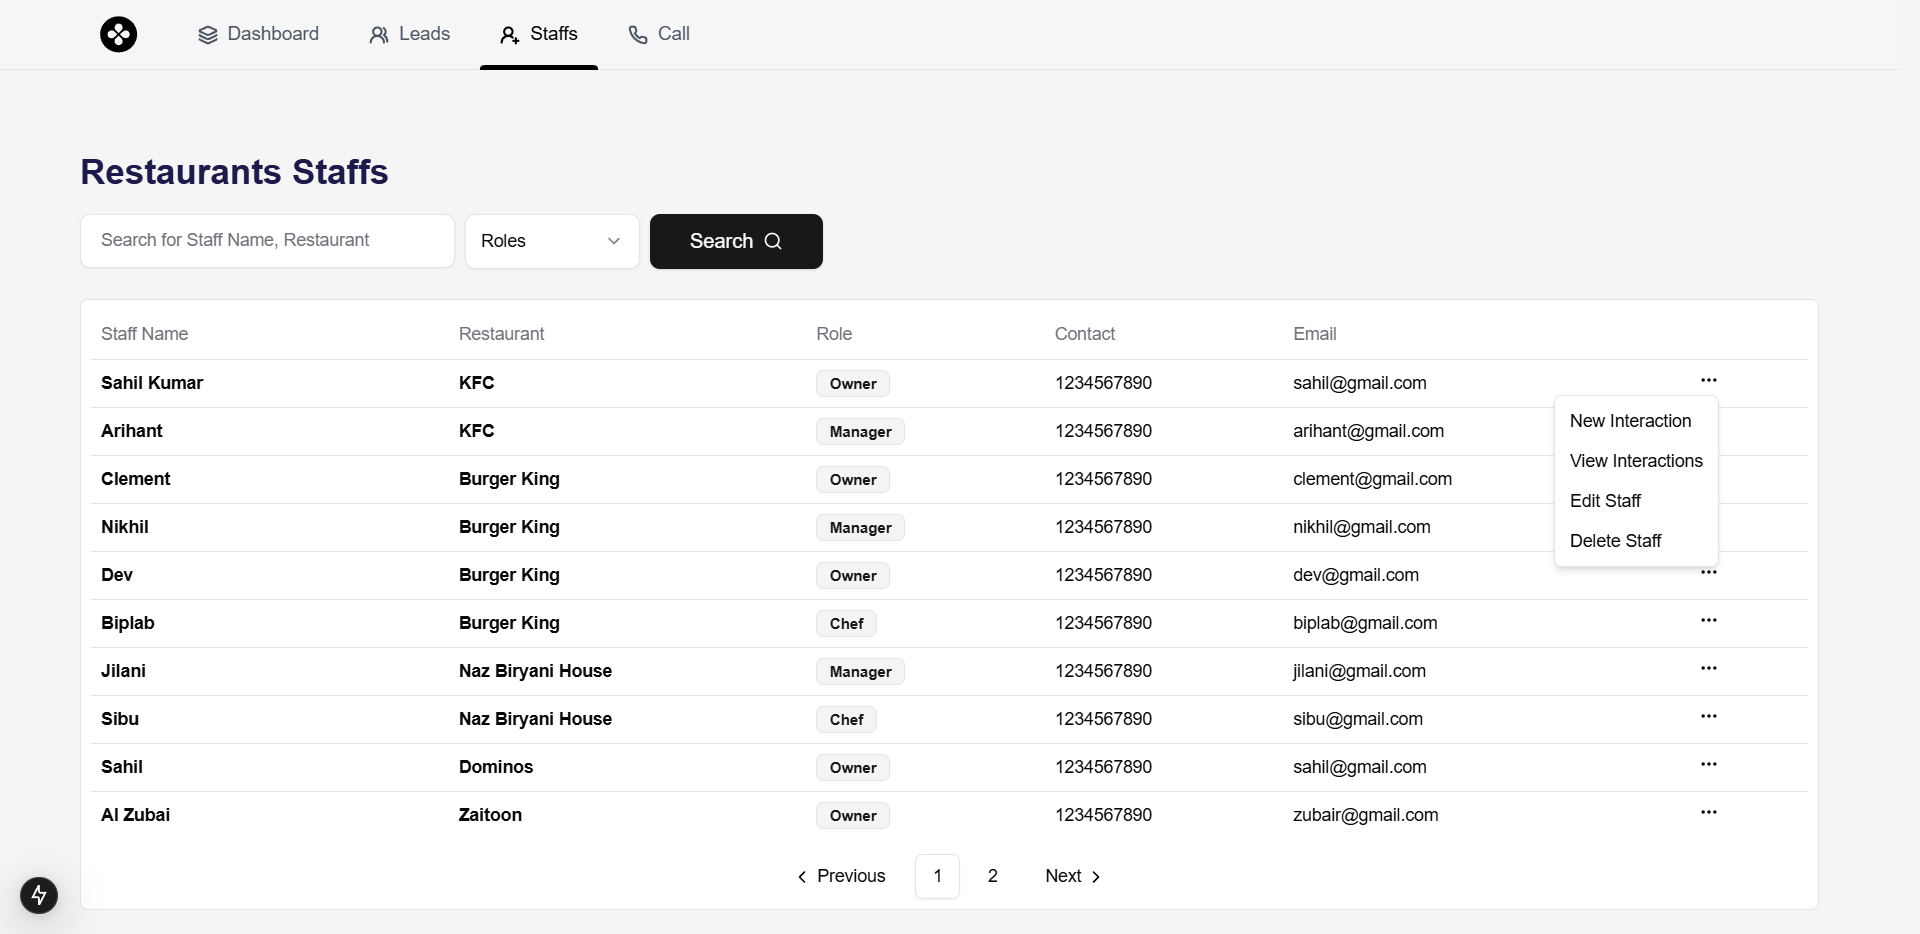 Dashboard Leads Staffs Call
Restaurants Staffs
Search for Staff Name, Restaurant Roles Search
Staff Name Restaurant Role Contact Email
Sahil Kumar KFC Owner 1234567890 sahil@gmail.com ...
Arihant KFC Manager 1234567890 arihant@gmail.com
Clement Burger King Owner 1234567890 clement@gmail.com
Nikhil Burger King Manager 1234567890 nikhil@gmail.com
Dev Burger King Owner 1234567890 dev@gmail.com ...
Biplab Burger King Chef 1234567890 biplab@gmail.com ...
Jilani Naz Biryani House Manager 1234567890 jilani@gmail.com ...
Sibu Naz Biryani House Chef 1234567890 sibu@gmail.com ...
Sahil Dominos Owner 1234567890 sahil@gmail.com ...
Al Zubai Zaitoon Owner 1234567890 zubair@gmail.com ...
New Interaction
View Interactions
Edit Staff
Delete Staff
Previous 1 2 Next